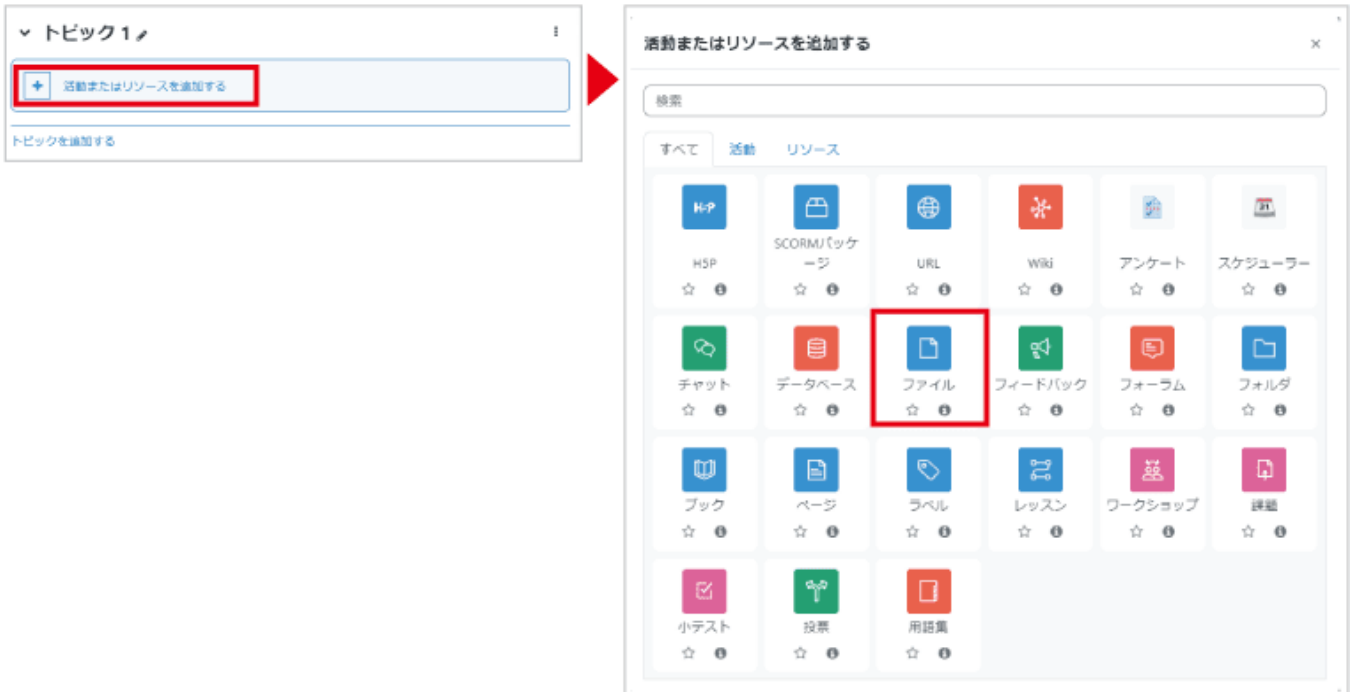 トピック 1
活動またはリソースを追加する
トピックを追加する
活動またはリソースを追加する
検索
すべて 活動 リソース
H5P
SCORMパッケージ
URL
Wiki
アンケート
スケジューラー
チャット
データベース
ファイル
フィードバック
フォーラム
フォルダ
ブック
ページ
ラベル
レッスン
ワークショップ
課題
小テスト
投票
用語集